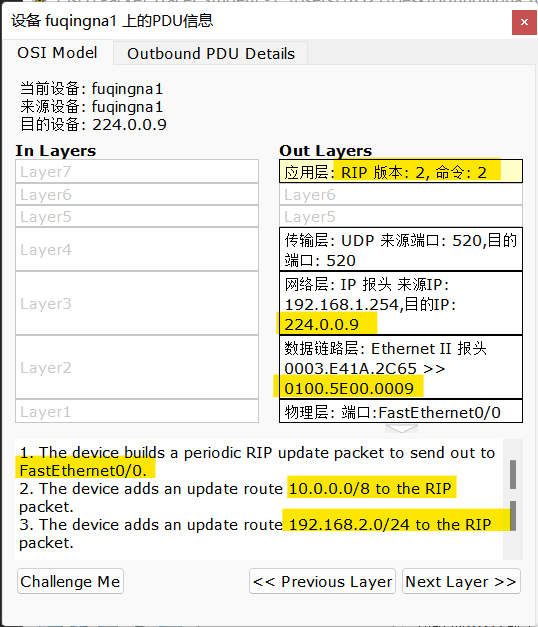 设备 fuqingna1 上的PDU信息
OSI Model
Outbound PDU Details
当前设备: fuqingna1
来源设备: fuqingna1
目的设备: 224.0.0.9
In Layers
Layer7
Layer6
Layer5
Layer4
Layer3
Layer2
Layer1
Out Layers
应用层: RIP 版本: 2, 命令: 2
Layer6
Layer5
传输层: UDP 来源端口: 520,目的
端口: 520
网络层: IP 报头 来源IP:
192.168.1.254,目的IP:
224.0.0.9
数据链路层: Ethernet II 报头
0003.E41A.2C65 >>
0100.5E00.0009
物理层: 端口:FastEthernet0/0
1. The device builds a periodic RIP update packet to send out to
FastEthernet0/0.
2. The device adds an update route 10.0.0.0/8 to the RIP
packet.
3. The device adds an update route 192.168.2.0/24 to the RIP
packet.
Challenge Me
<< Previous Layer
Next Layer >>